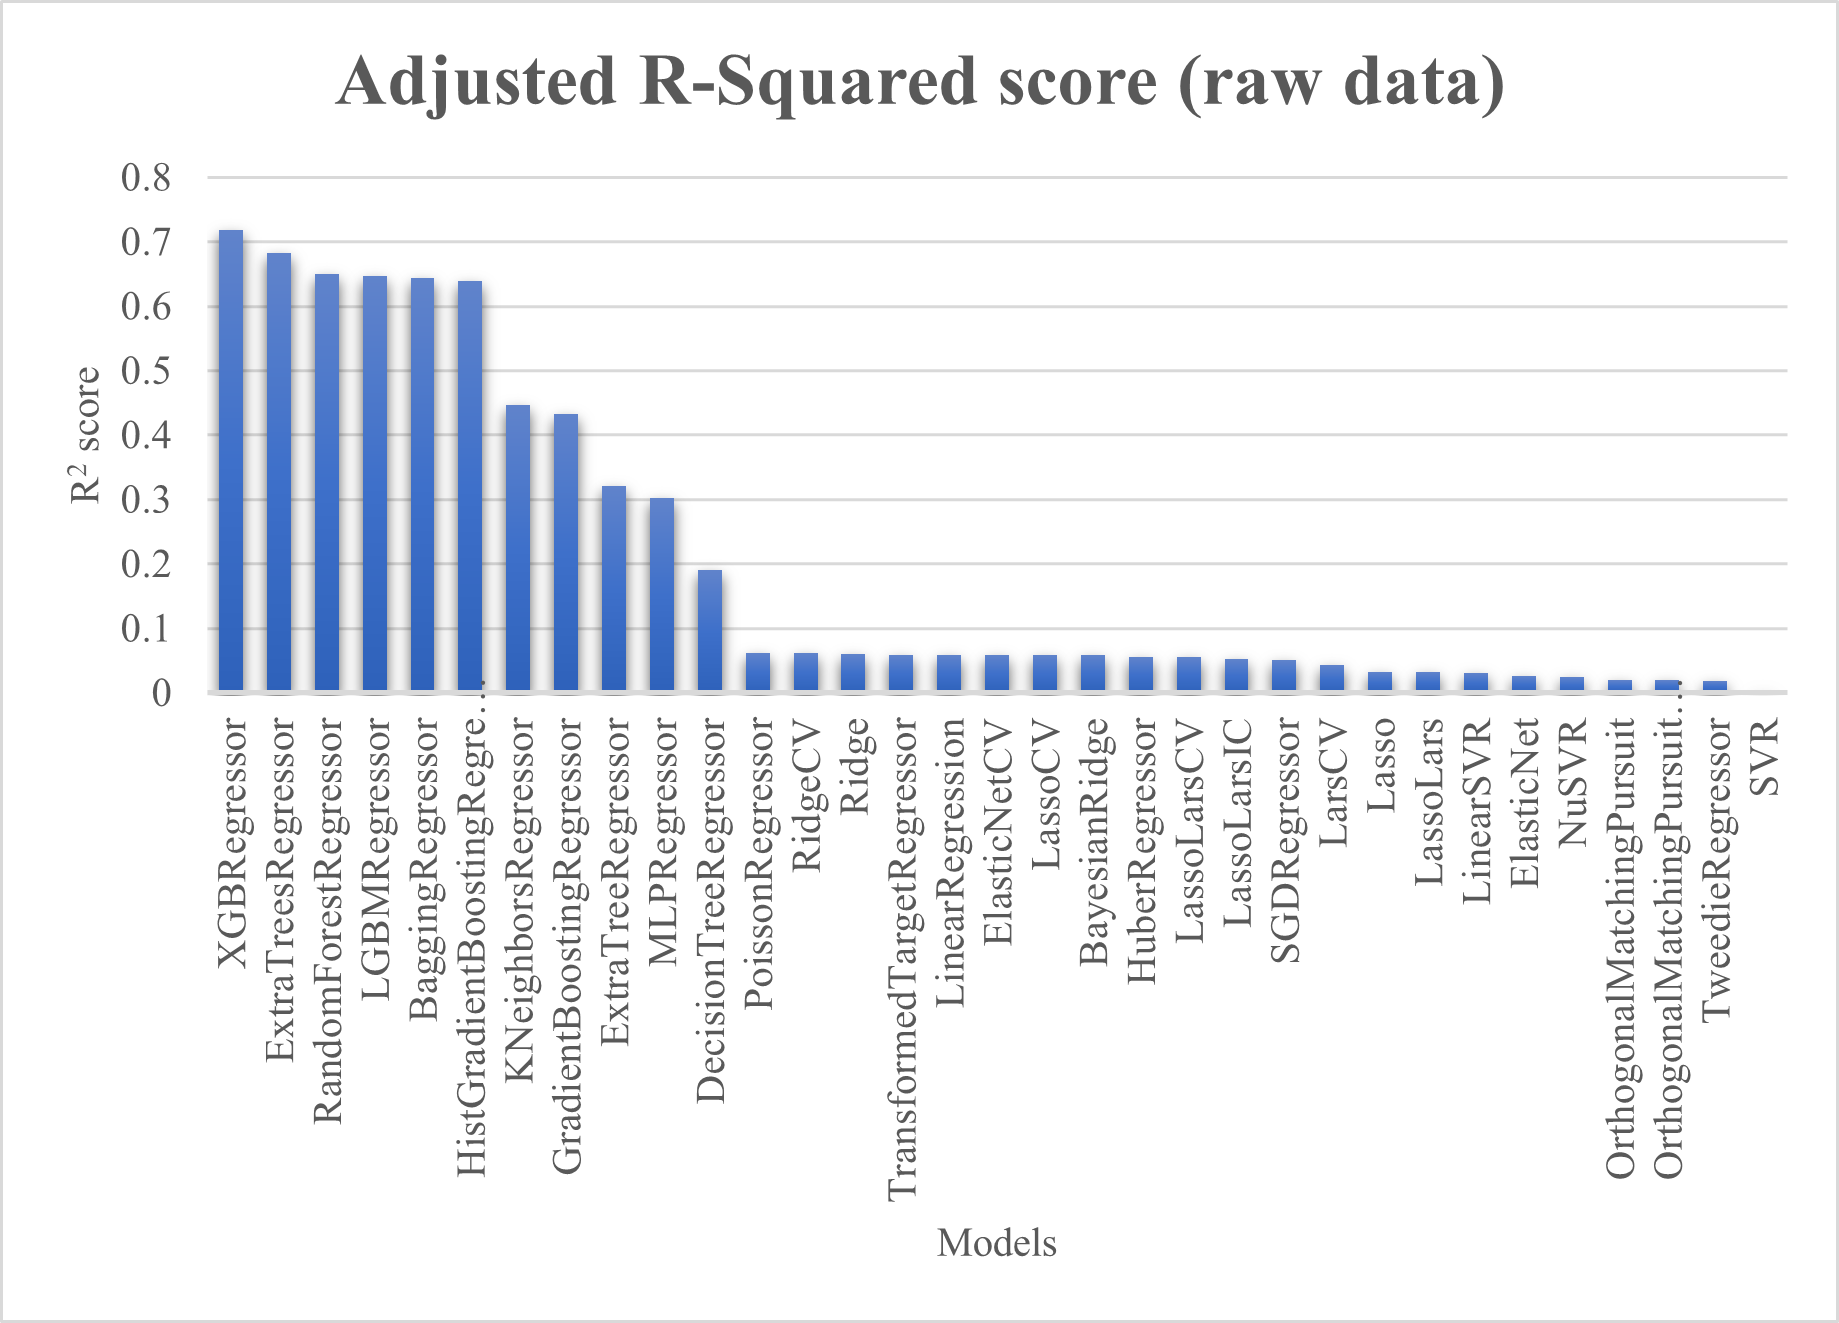 Adjusted R-Squared score (raw data)
0.8
0.7
0.6
0.5
0.4
0.3
0.2
0.1
0
R² score
XGBRegressor
ExtraTreesRegressor
RandomForestRegressor
LGBMRegressor
BaggingRegressor
HistGradientBoostingRegre…
KNeighborsRegressor
GradientBoostingRegressor
ExtraTreeRegressor
MLPRegressor
DecisionTreeRegressor
PoissonRegressor
RidgeCV
Ridge
TransformedTargetRegressor
LinearRegression
ElasticNetCV
LassoCV
BayesianRidge
HuberRegressor
LassoLarsCV
LassoLarsIC
SGDRegressor
LarsCV
Lasso
LassoLars
LinearSVR
ElasticNet
NuSVR
OrthogonalMatchingPursuit
OrthogonalMatchingPursuit…
TweedieRegressor
SVR
Models